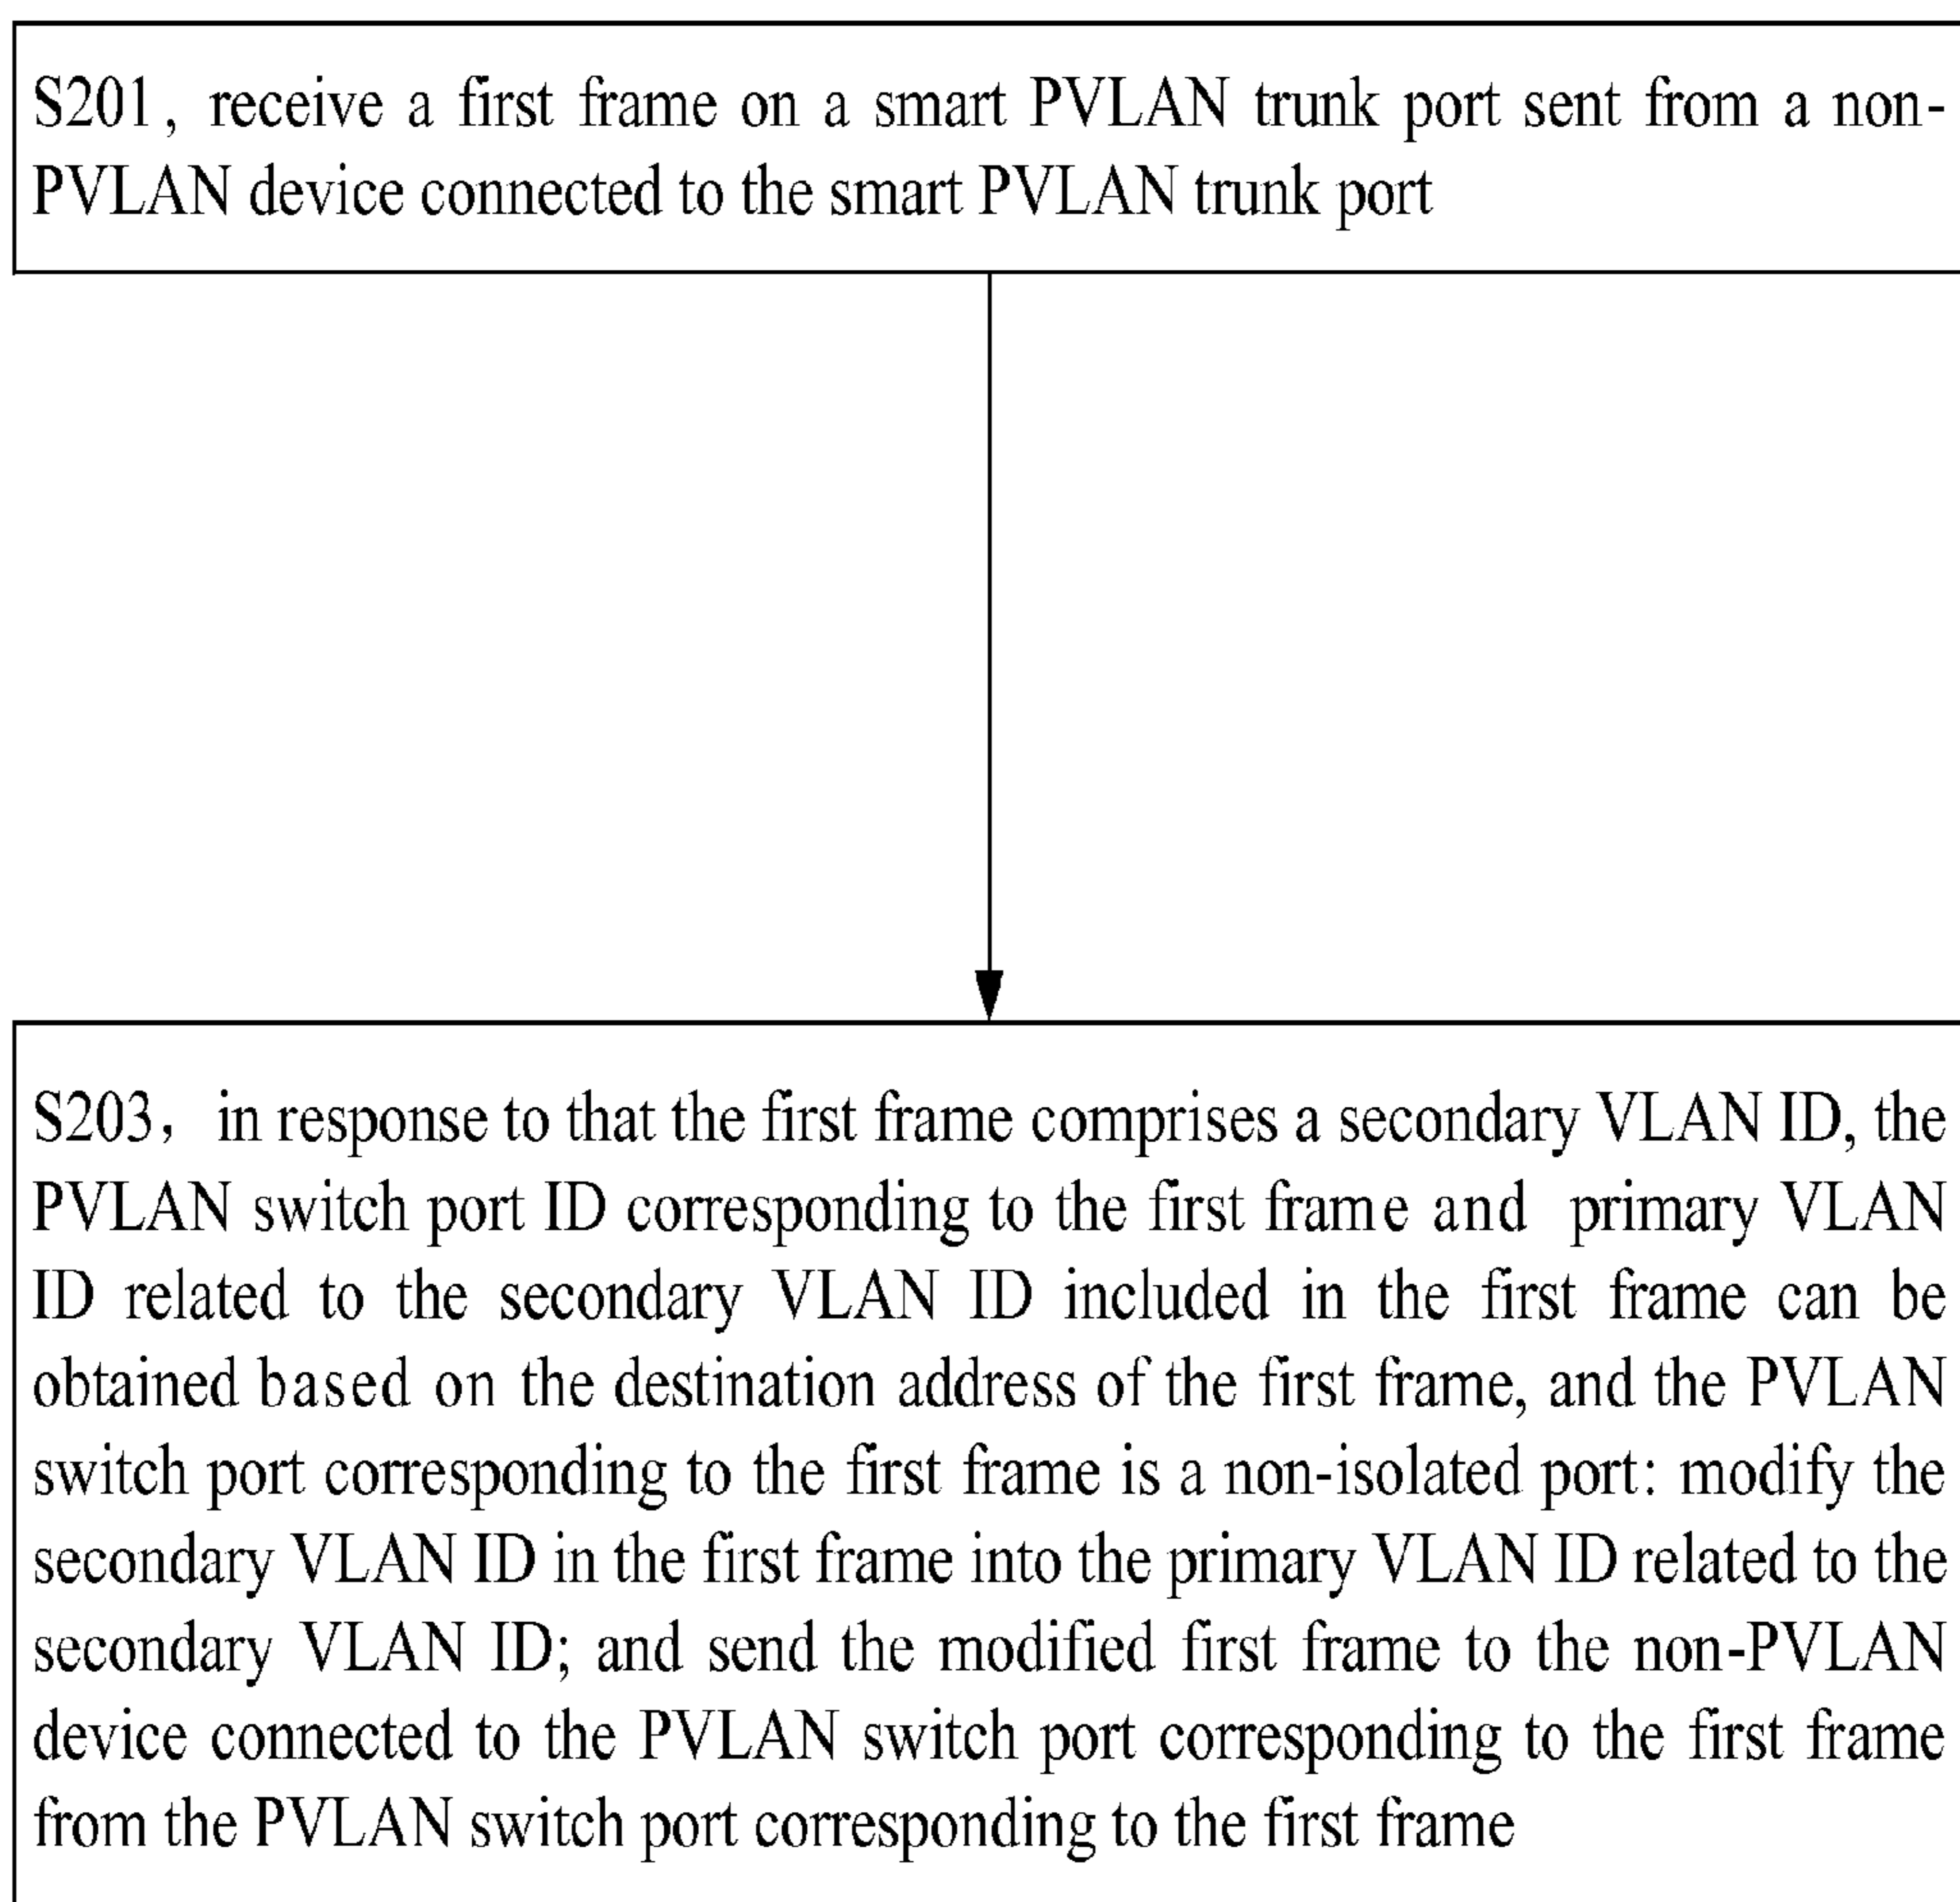 S201, receive a first frame on a smart PVLAN trunk port sent from a non-
PVLAN device connected to the smart PVLAN trunk port
S203, in response to that the first frame comprises a secondary VLAN ID, the
PVLAN switch port ID corresponding to the first frame and primary VLAN
ID related to the secondary VLAN ID included in the first frame can be
obtained based on the destination address of the first frame, and the PVLAN
switch port corresponding to the first frame is a non-isolated port: modify the
secondary VLAN ID in the first frame into the primary VLAN ID related to the
secondary VLAN ID; and send the modified first frame to the non-PVLAN
device connected to the PVLAN switch port corresponding to the first frame
from the PVLAN switch port corresponding to the first frame